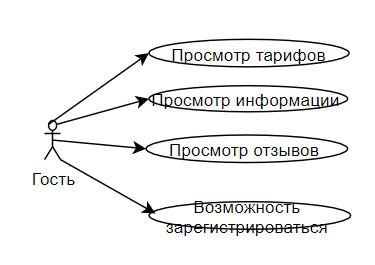 Просмотр тарифов
Просмотр информации
Просмотр отзывов
Гость
Возможность
зарегистрироваться